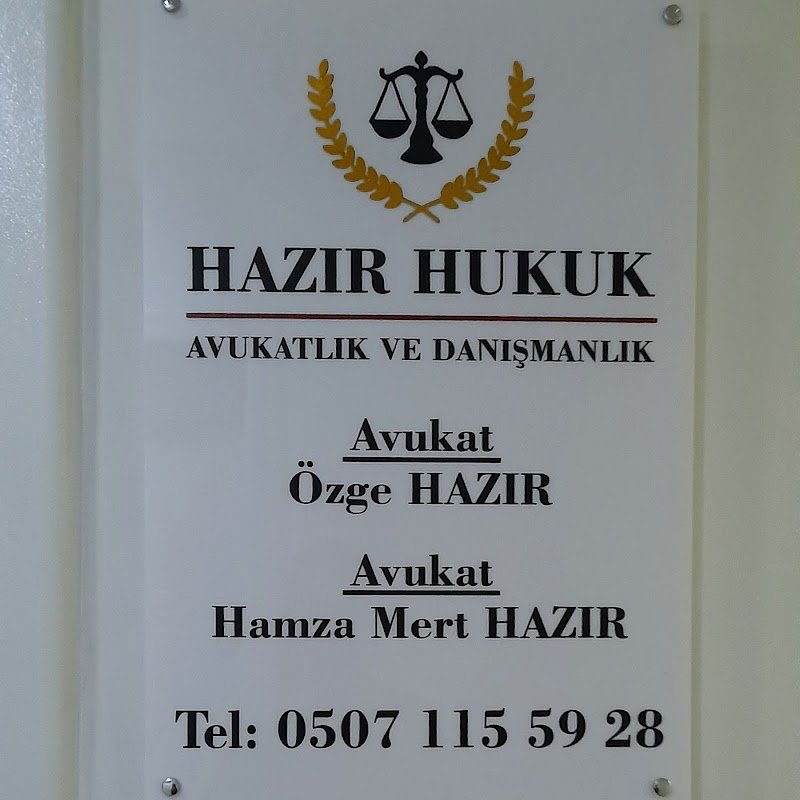 HAZIR HUKUK
AVUKATLIK VE DANIŞMANLIK
Avukat
Özge HAZIR
Avukat
Hamza Mert HAZIR
Tel: 0507 115 59 28